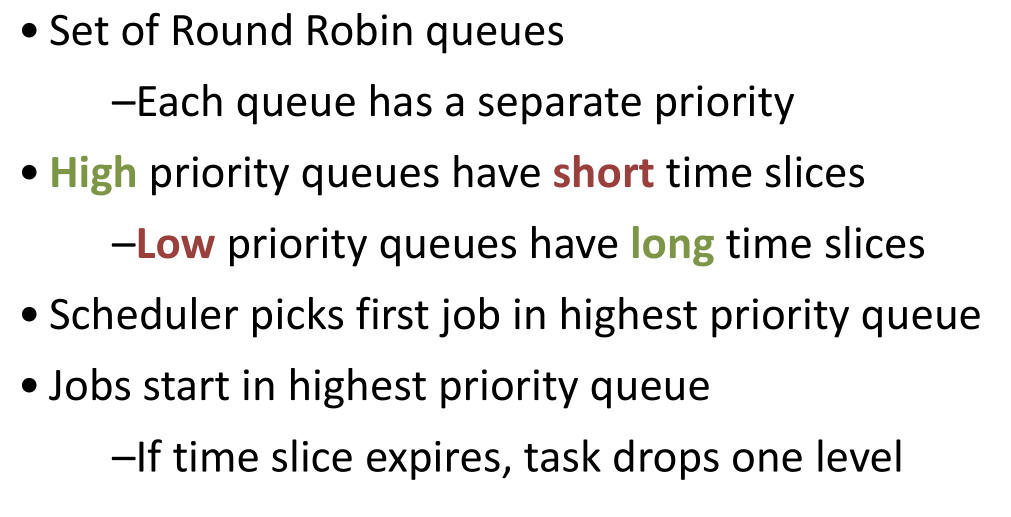 • Set of Round Robin queues
–Each queue has a separate priority
• High priority queues have short time slices
–Low priority queues have long time slices
• Scheduler picks first job in highest priority queue
• Jobs start in highest priority queue
–If time slice expires, task drops one level